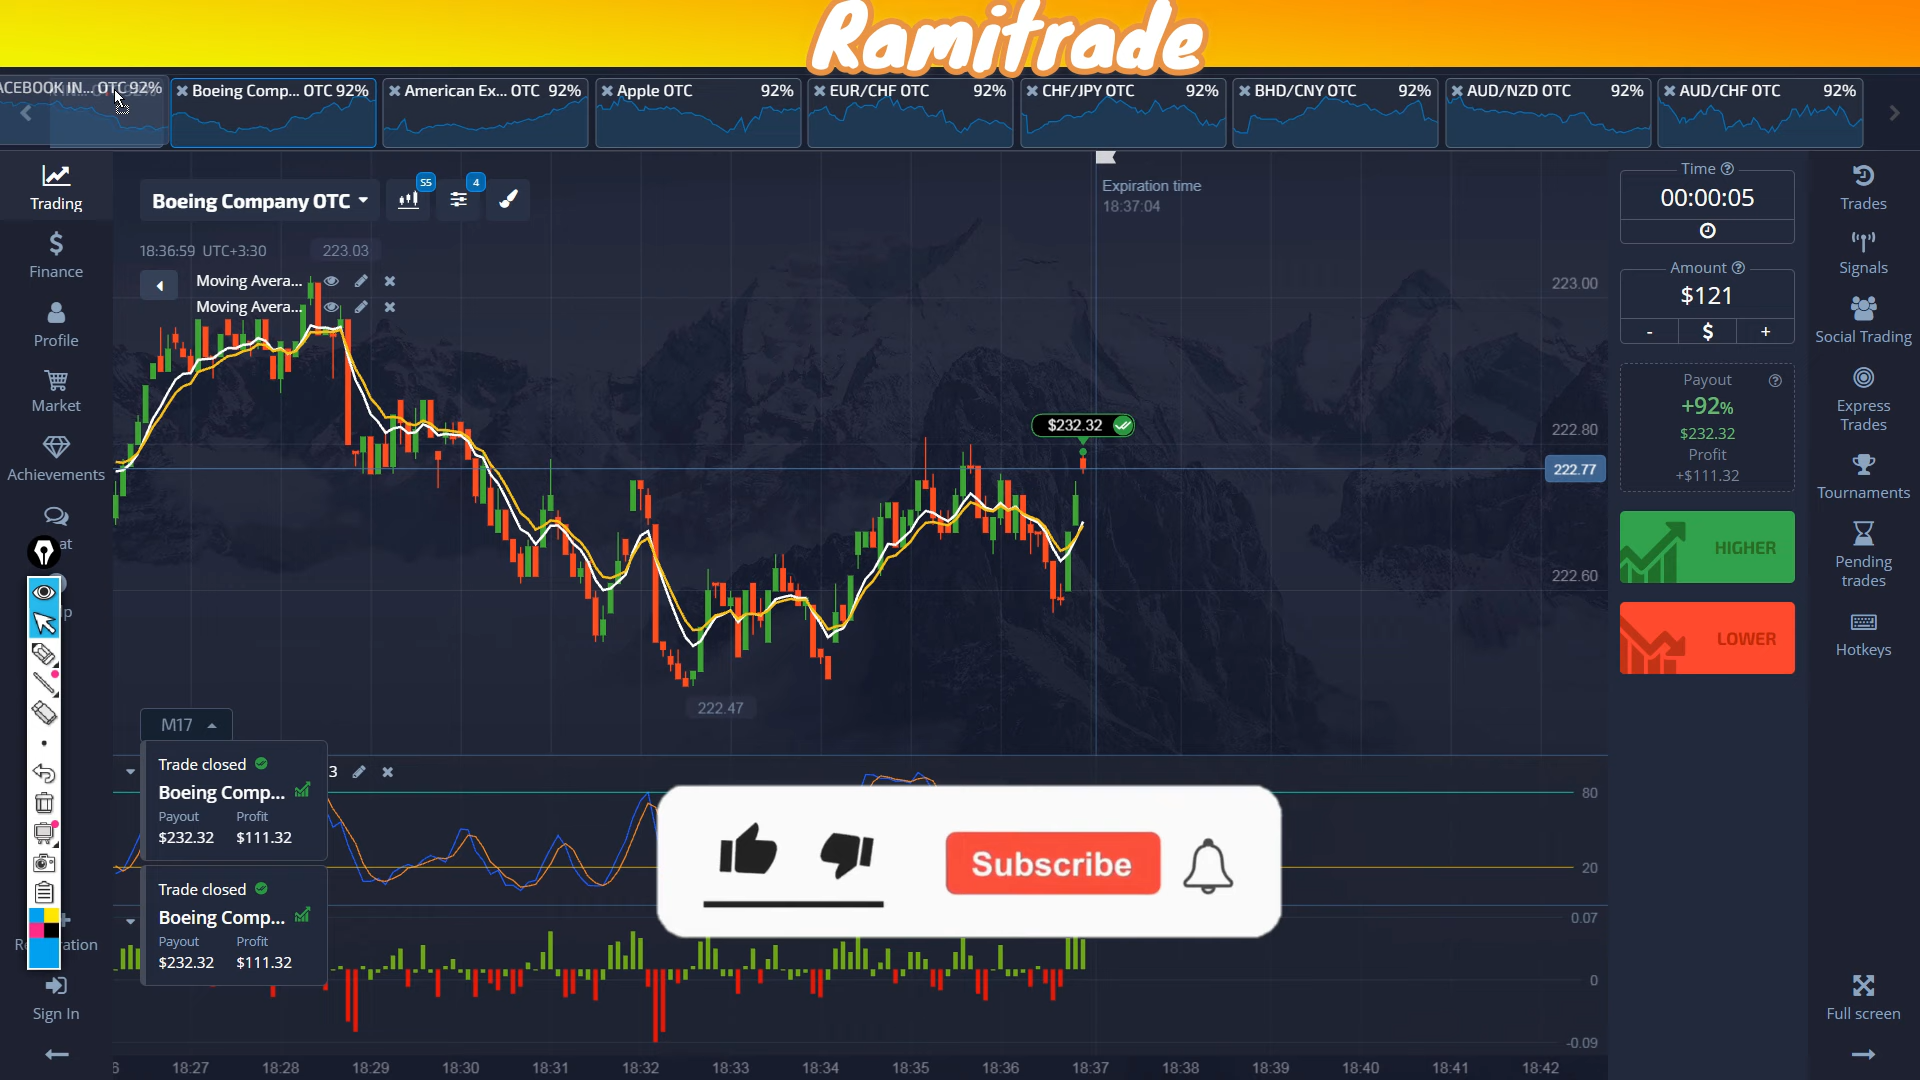 Ramitrade
ACEBOOK IN... OTC 92%
Boeing Comp... OTC 92%
American Ex... OTC 92%
Apple OTC 92%
EUR/CHF OTC 92%
CHF/JPY OTC 92%
BHD/CNY OTC 92%
AUD/NZD OTC 92%
AUD/CHF OTC 92%
Trading
Finance
Profile
Market
Achievements
at
p
ation
Sign In
Boeing Company OTC
S5
4
18:36:59 UTC+3:30
223.03
Moving Avera...
Moving Avera...
Expiration time
18:37:04
$232.32
223.00
222.80
222.77
222.60
222.47
M17
Trade closed
Boeing Comp...
Payout Profit
$232.32 $111.32
Trade closed
Boeing Comp...
Payout Profit
$232.32 $111.32
3
80
20
Subscribe
0.07
0
-0.09
6 18:27 18:28 18:29 18:30 18:31 18:32 18:33 18:34 18:35 18:36 18:37 18:38 18:39 18:40 18:41 18:42
Time
00:00:05
Amount
$121
- $ +
Payout
+92%
$232.32
Profit
+$111.32
HIGHER
LOWER
Trades
Signals
Social Trading
Express
Trades
Tournaments
Pending
trades
Hotkeys
Full screen